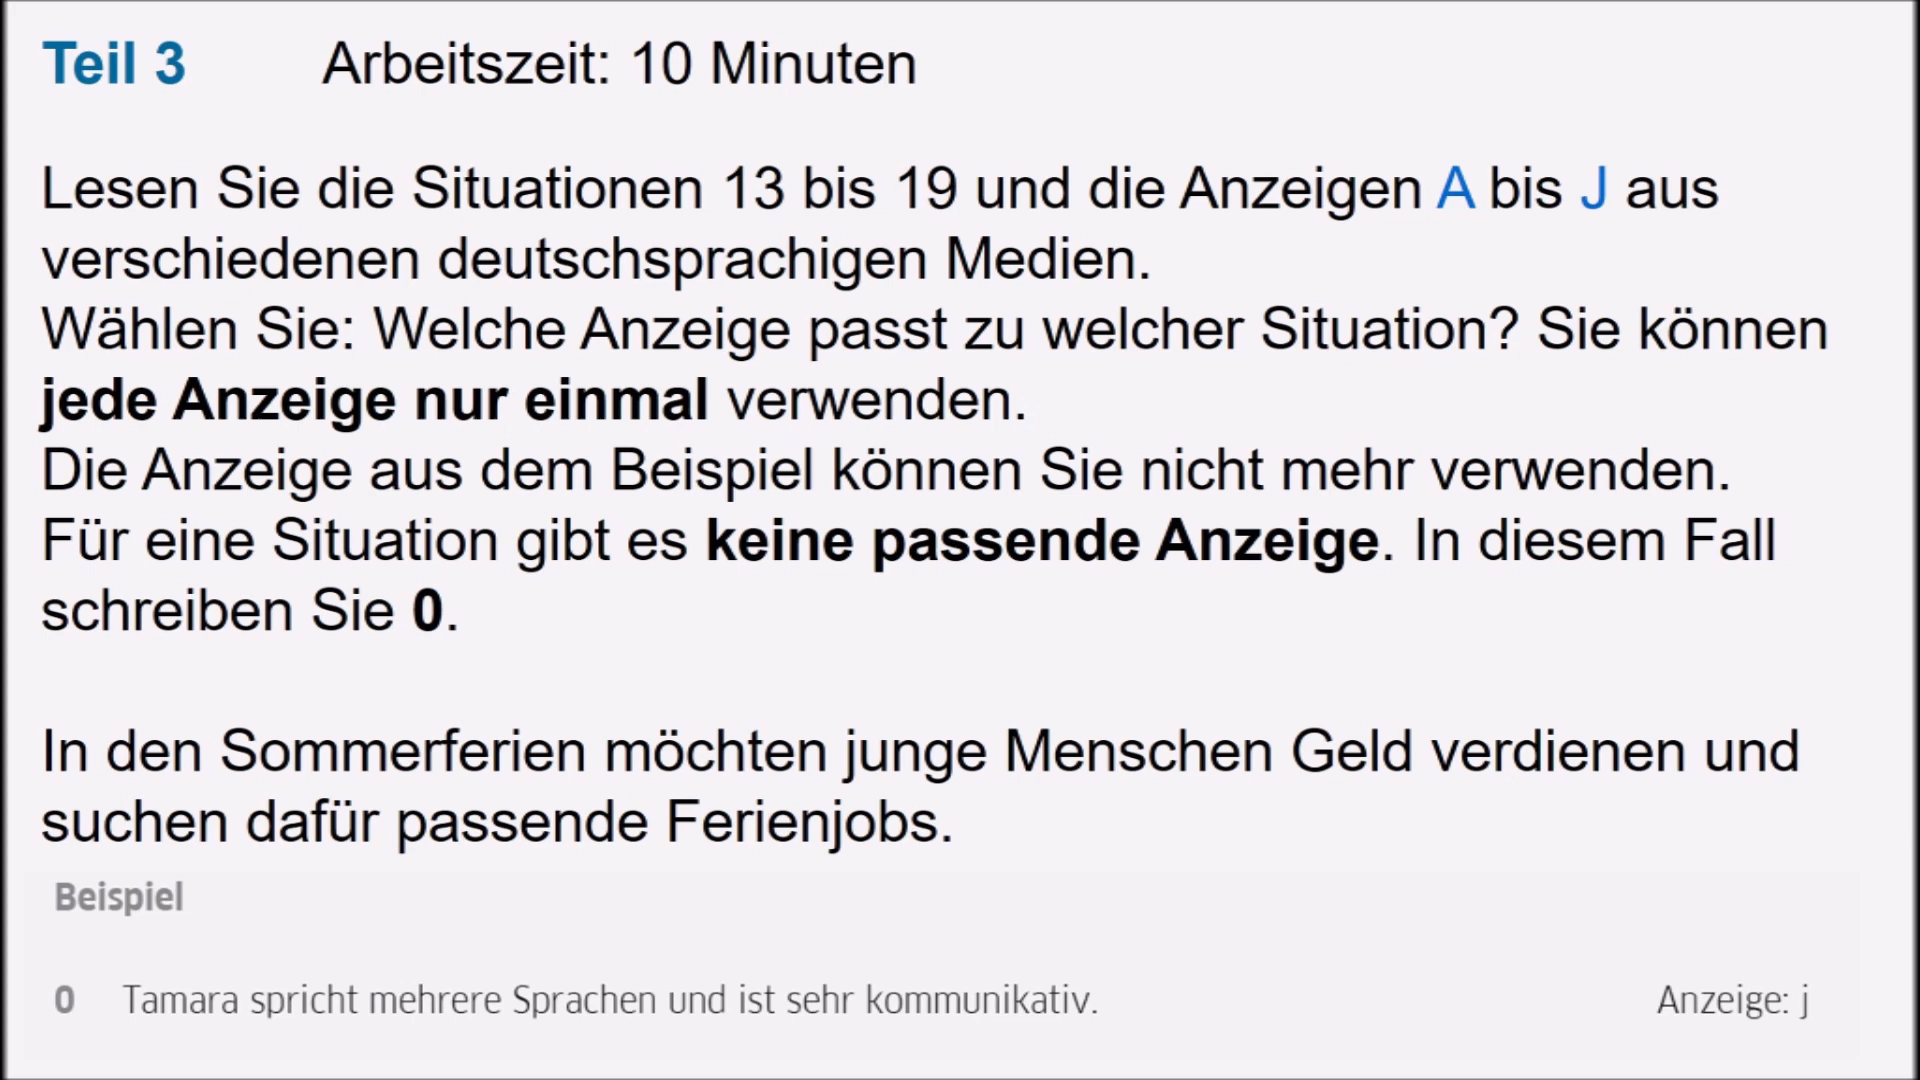 Teil 3 Arbeitszeit: 10 Minuten
Lesen Sie die Situationen 13 bis 19 und die Anzeigen A bis J aus
verschiedenen deutschsprachigen Medien.
Wählen Sie: Welche Anzeige passt zu welcher Situation? Sie können
jede Anzeige nur einmal verwenden.
Die Anzeige aus dem Beispiel können Sie nicht mehr verwenden.
Für eine Situation gibt es keine passende Anzeige. In diesem Fall
schreiben Sie 0.
In den Sommerferien möchten junge Menschen Geld verdienen und
suchen dafür passende Ferienjobs.
Beispiel
0 Tamara spricht mehrere Sprachen und ist sehr kommunikativ. Anzeige: j